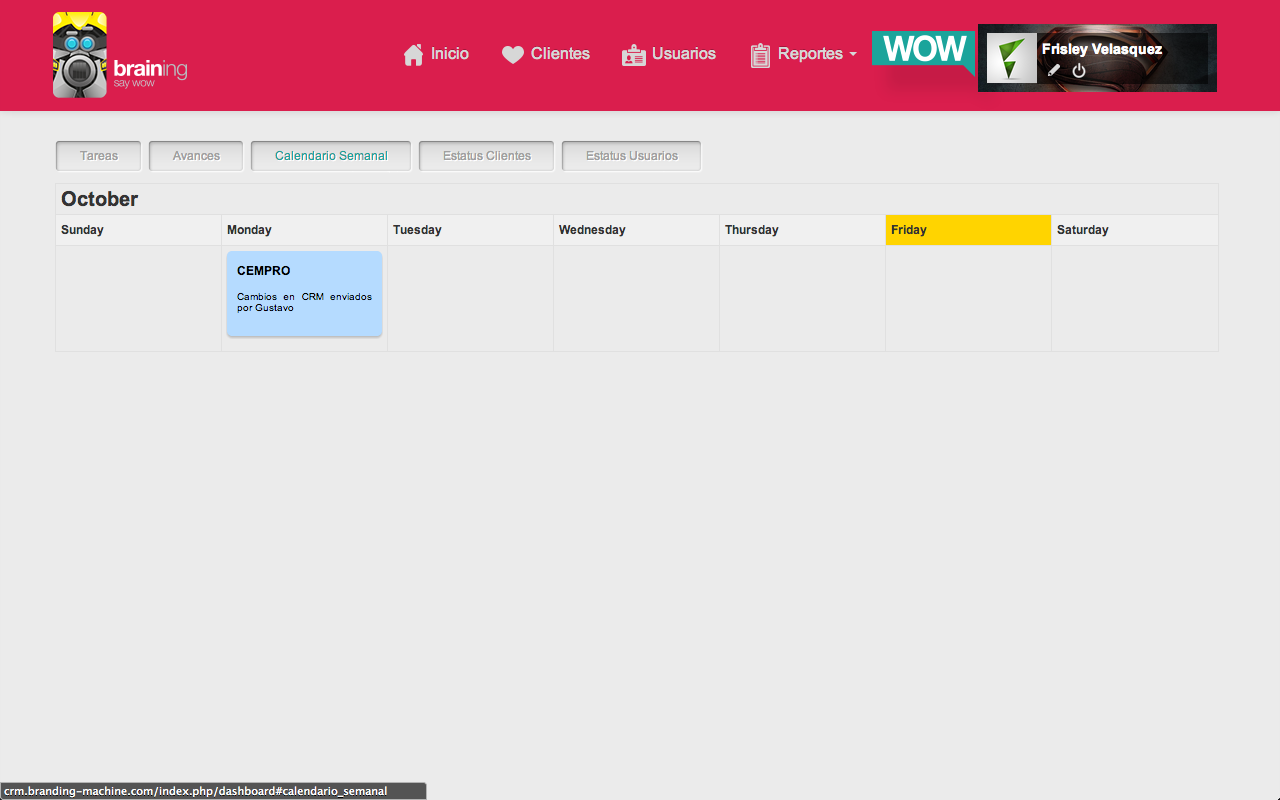 braining
say wow
Inicio
Clientes
Usuarios
Reportes
WOW
Frisley Velasquez
Tareas
Avances
Calendario Semanal
Estatus Clientes
Estatus Usuarios
October
Sunday
Monday
Tuesday
Wednesday
Thursday
Friday
Saturday
CEMPRO
Cambios en CRM enviados
por Gustavo
crm.branding-machine.com/index.php/dashboard#calendario_semanal